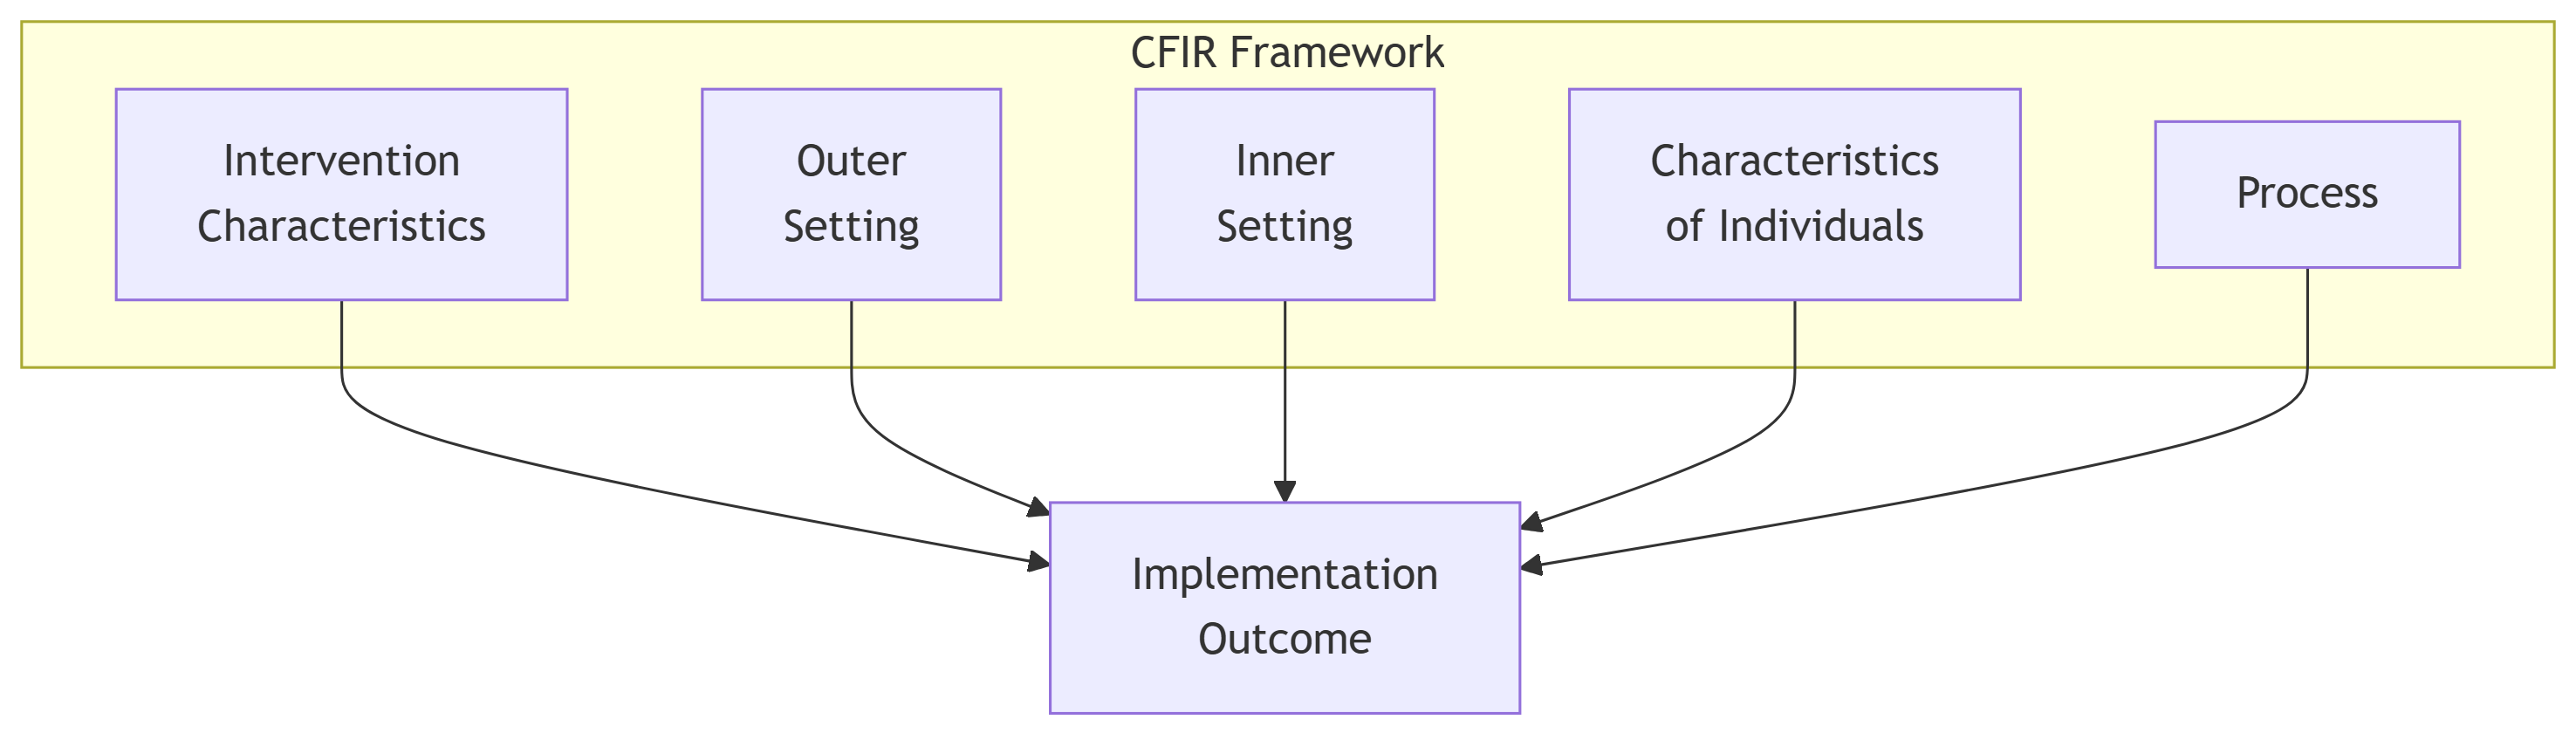 CFIR Framework
Intervention
Characteristics
Outer
Setting
Inner
Setting
Characteristics
of Individuals
Process
Implementation
Outcome